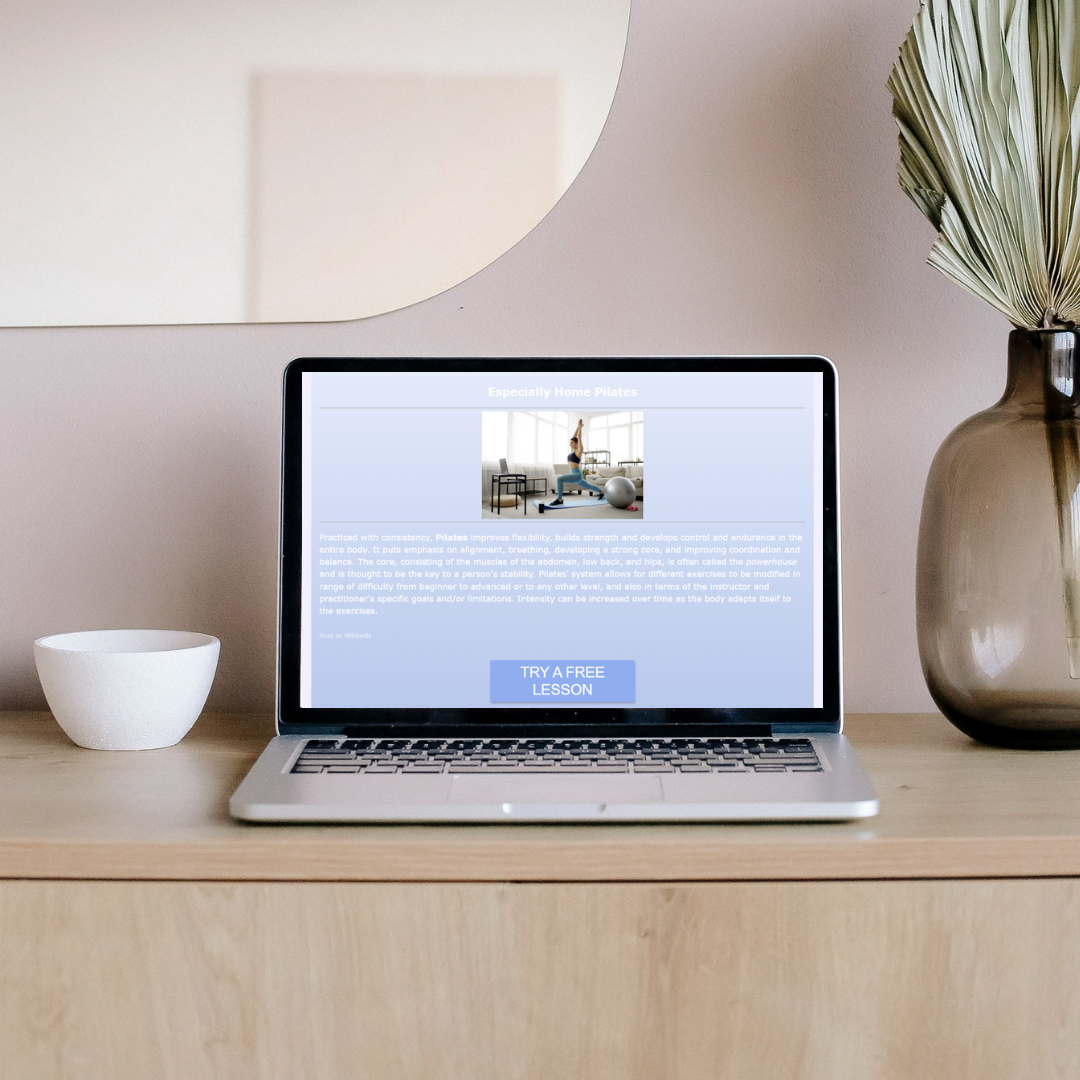 Especially Home Pilates
Practiced with consistency, Pilates improves flexibility, builds strength and develops control and endurance in the
entire body. It puts emphasis on alignment, breathing, developing a strong core, and improving coordination and
balance. The core, consisting of the muscles of the abdomen, low back, and hips, is often called the powerhouse
and is thought to be the key to a person's stability. Pilates' system allows for different exercises to be modified in
range of difficulty from beginner to advanced or to any other level, and also in terms of the instructor and
practitioner's specific goals and/or limitations. Intensity can be increased over time as the body adapts itself to
the exercises.
Read on Wikipedia
TRY A FREE
LESSON